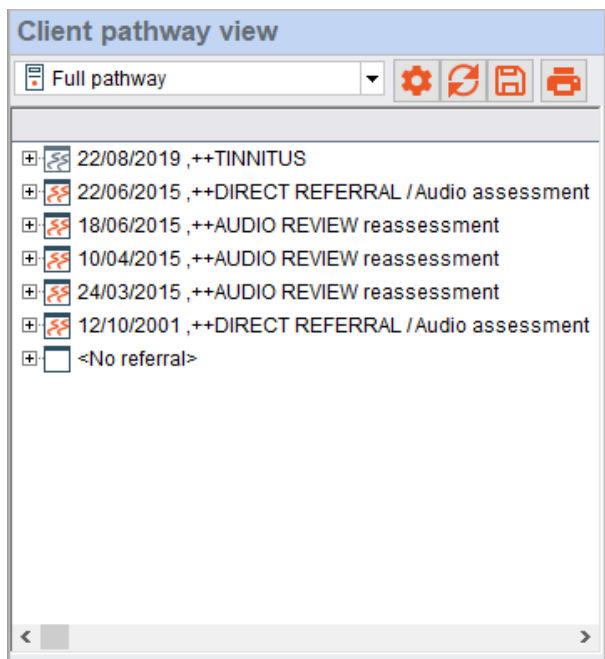 Client pathway view
Full pathway
22/08/2019 ,++TINNITUS
22/06/2015 ,++DIRECT REFERRAL / Audio assessment
18/06/2015 ,++AUDIO REVIEW reassessment
10/04/2015 ,++AUDIO REVIEW reassessment
24/03/2015 ,++AUDIO REVIEW reassessment
12/10/2001 ,++DIRECT REFERRAL / Audio assessment
<No referral>